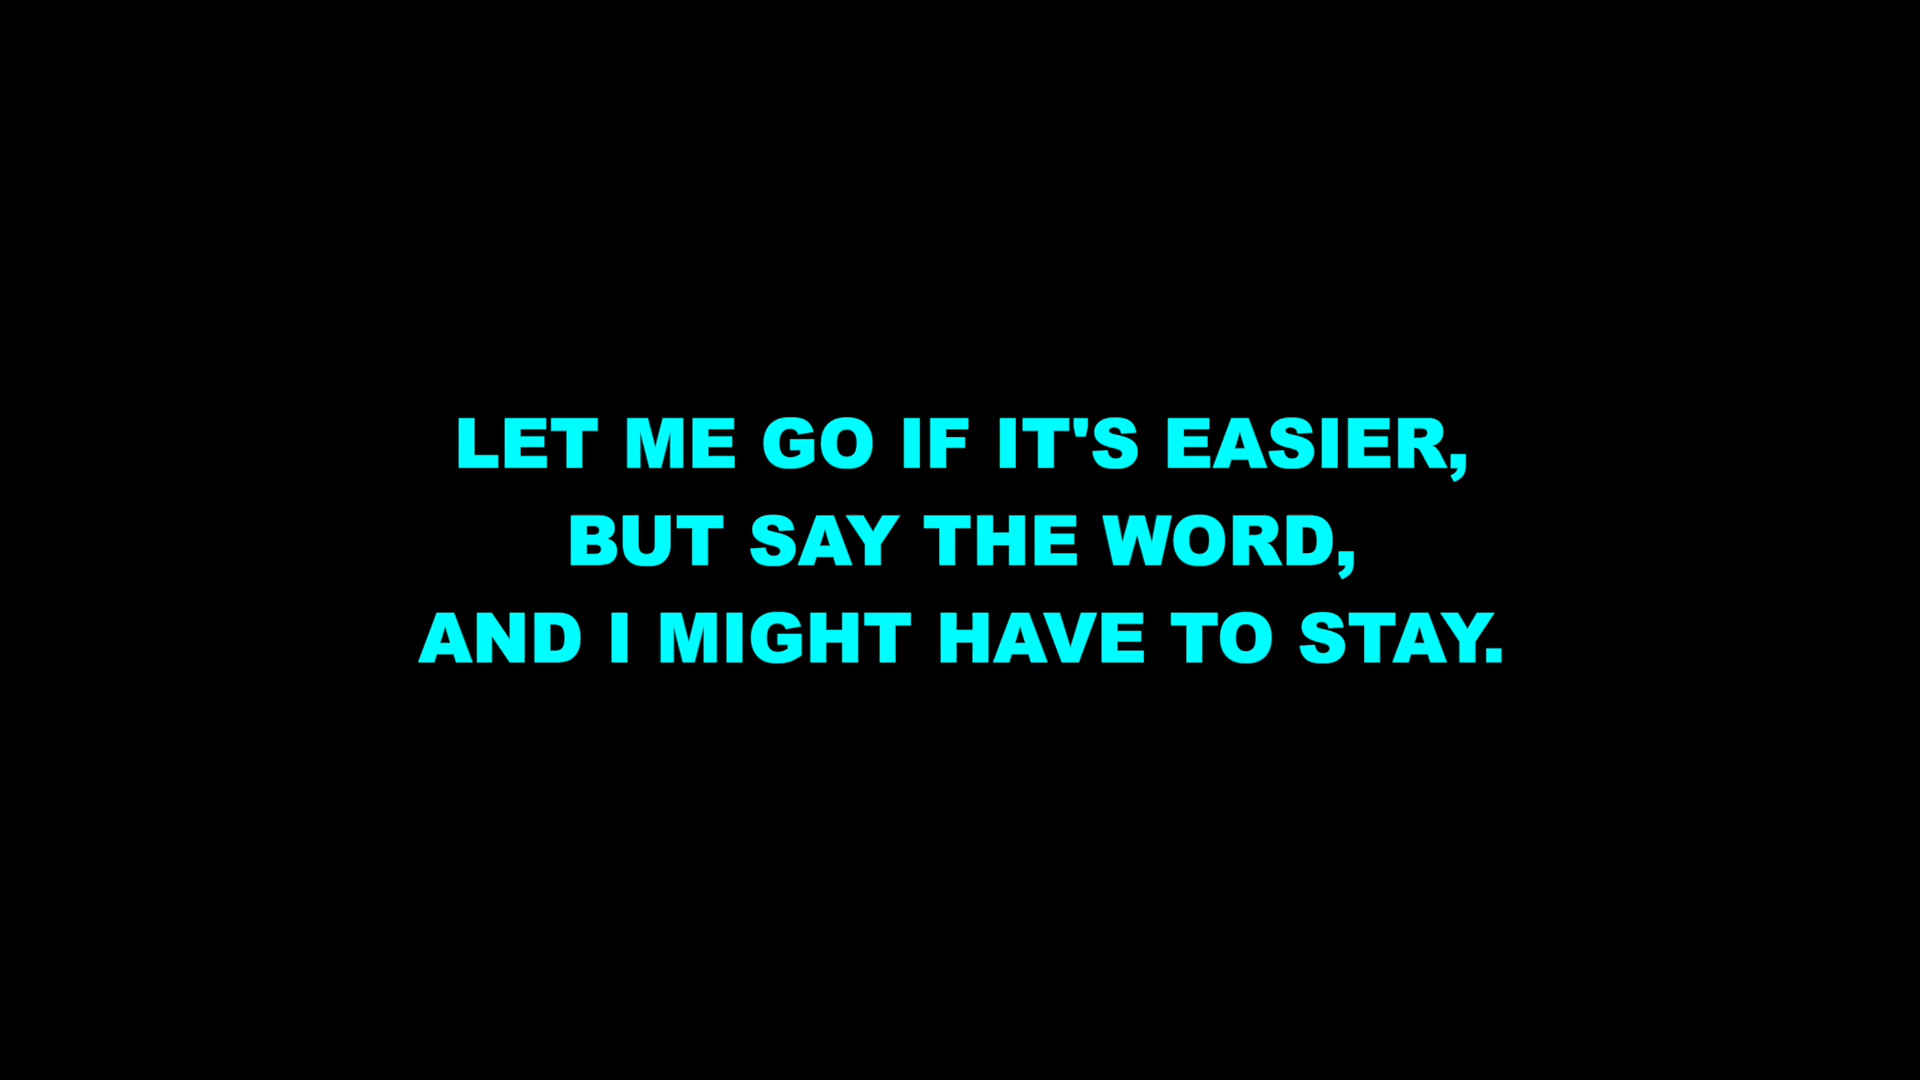 LET ME GO IF IT'S EASIER,
BUT SAY THE WORD,
AND I MIGHT HAVE TO STAY.